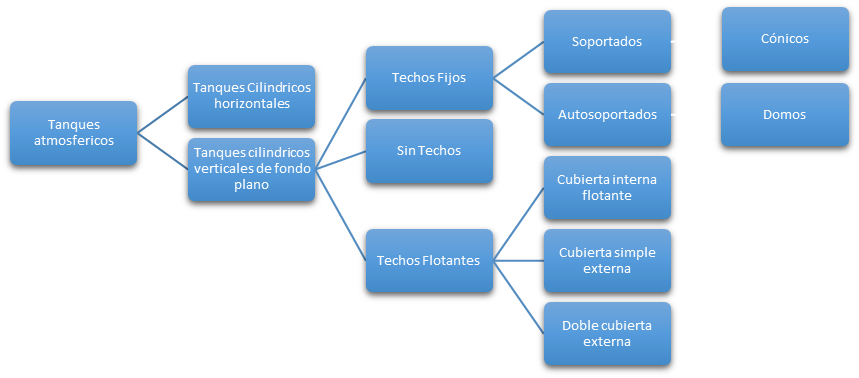 Tanques
atmosfericos
Tanques Cilindricos
horizontales
Tanques cilindricos
verticales de fondo
plano
Techos Fijos
Sin Techos
Techos Flotantes
Soportados
Autosoportados
Cubierta interna
flotante
Cubierta simple
externa
Doble cubierta
externa
Cónicos
Domos